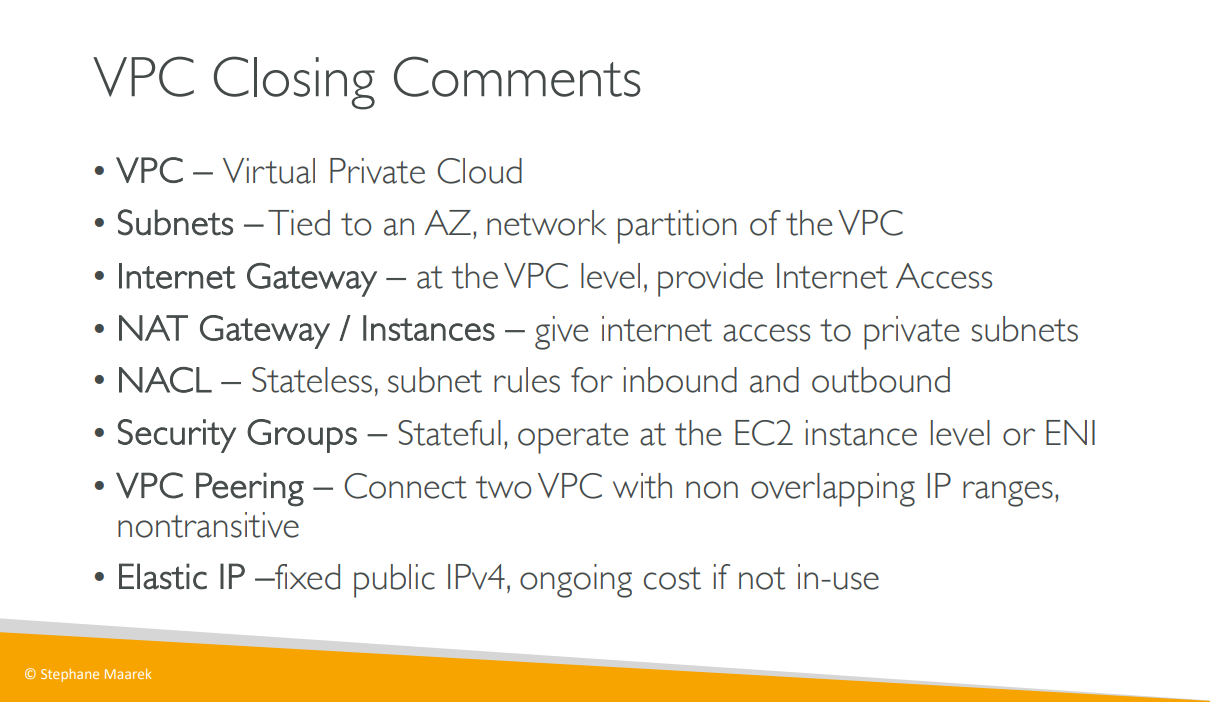 VPC Closing Comments
• VPC – Virtual Private Cloud
• Subnets – Tied to an AZ, network partition of the VPC
• Internet Gateway – at the VPC level, provide Internet Access
• NAT Gateway / Instances – give internet access to private subnets
• NACL – Stateless, subnet rules for inbound and outbound
• Security Groups – Stateful, operate at the EC2 instance level or ENI
• VPC Peering – Connect two VPC with non overlapping IP ranges,
nontransitive
• Elastic IP –fixed public IPv4, ongoing cost if not in-use
© Stephane Maarek